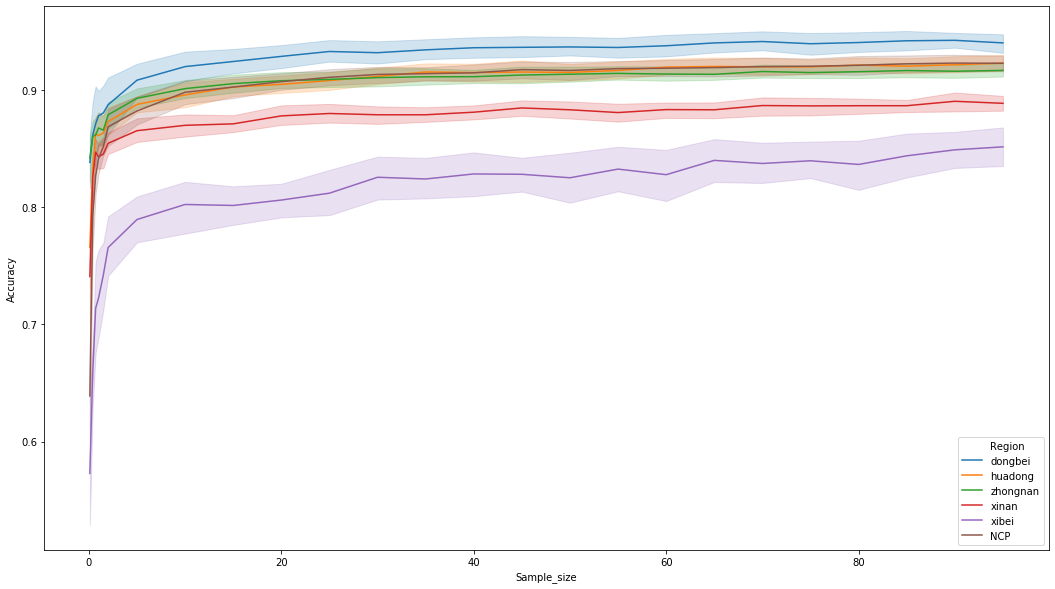 0.9
0.8
0.7
0.6
Accuracy
0
20
40
60
80
Sample_size
Region
dongbei
huadong
zhongnan
xinan
xibei
NCP